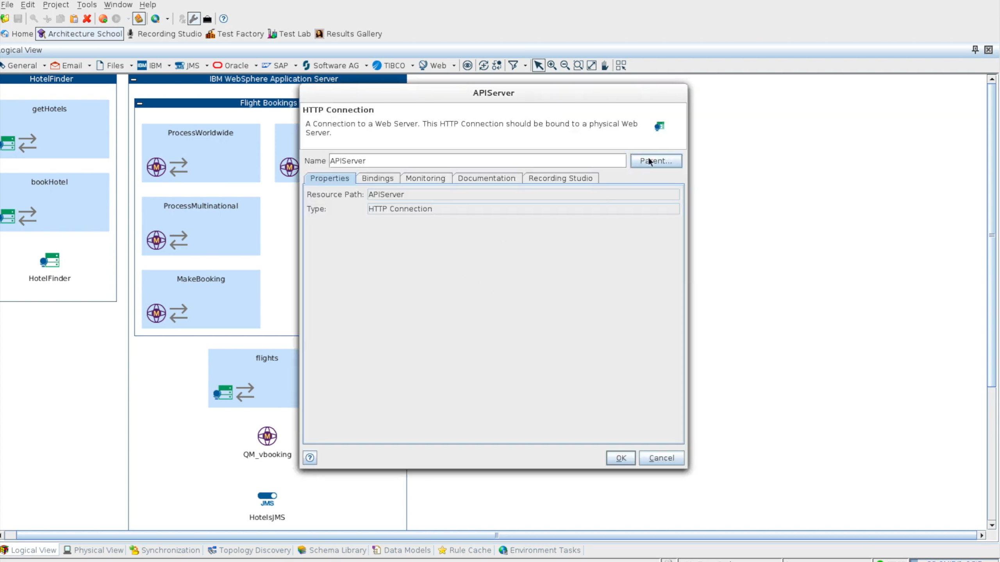 File Edit Project Tools Window Help
Home Architecture School Recording Studio Test Factory Test Lab Results Gallery
ogical View
General Email Files IBM IBM JMS JMS Oracle SAP SAP Software AG TIBCO Web
HotelFinder
IBM WebSphere Application Server
getHotels
bookHotel
HotelFinder
Flight Bookings
ProcessWorldwide
M
M
ProcessMultinational
M
MakeBooking
M
flights
M
QM_vbooking
JMS
HotelsJMS
APIServer
HTTP Connection
A Connection to a Web Server. This HTTP Connection should be bound to a physical Web
Server.
Name APIServer Parent...
Properties Bindings Monitoring Documentation Recording Studio
Resource Path: APIServer
Type: HTTP Connection
? OK Cancel
Logical View Physical View Synchronization Topology Discovery Schema Library Data Models Rule Cache Environment Tasks